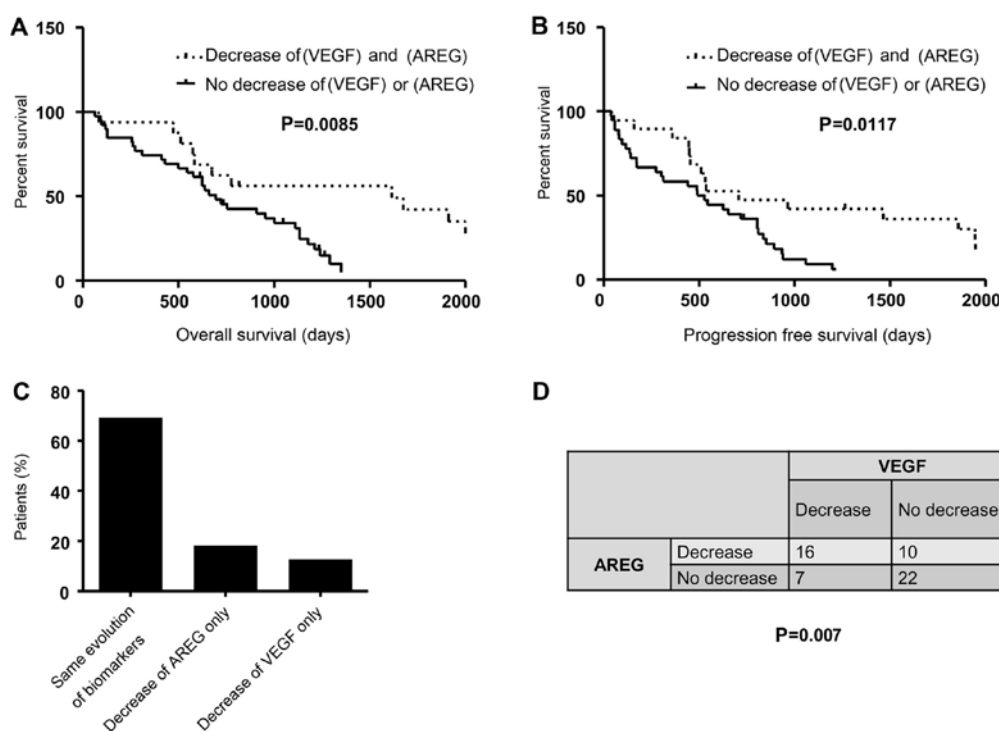 A
Decrease of (VEGF) and (AREG)
No decrease of (VEGF) or (AREG)
P=0.0085
Percent survival
150
100
50
0
0 500 1000 1500 2000
Overall survival (days)
B
Decrease of (VEGF) and (AREG)
No decrease of (VEGF) or (AREG)
P=0.0117
Percent survival
150
100
50
0
0 500 1000 1500 2000
Progression free survival (days)
C
Patients (%)
80
60
40
20
0
Same evolution
of biomarkers
Decrease of AREG only
Decrease of VEGF only
D
VEGF
Decrease No decrease
AREG
Decrease 16 10
No decrease 7 22
P=0.007